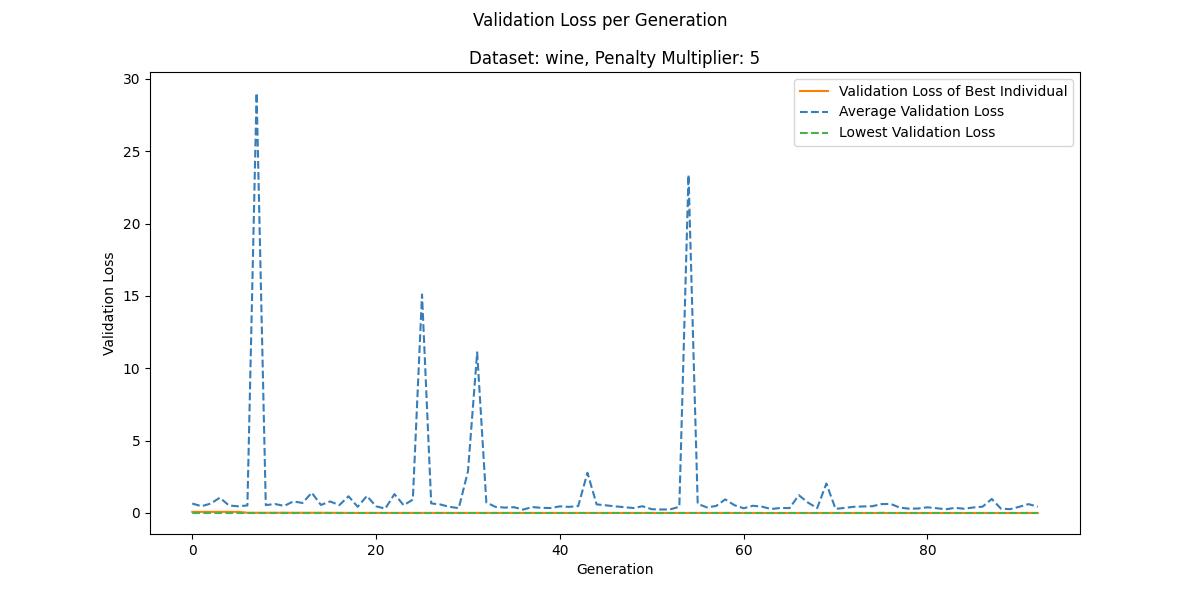 Validation Loss per Generation
Dataset: wine, Penalty Multiplier: 5
Validation Loss of Best Individual
Average Validation Loss
Lowest Validation Loss
Validation Loss
30
25
20
15
10
5
0
0 20 40 60 80
Generation